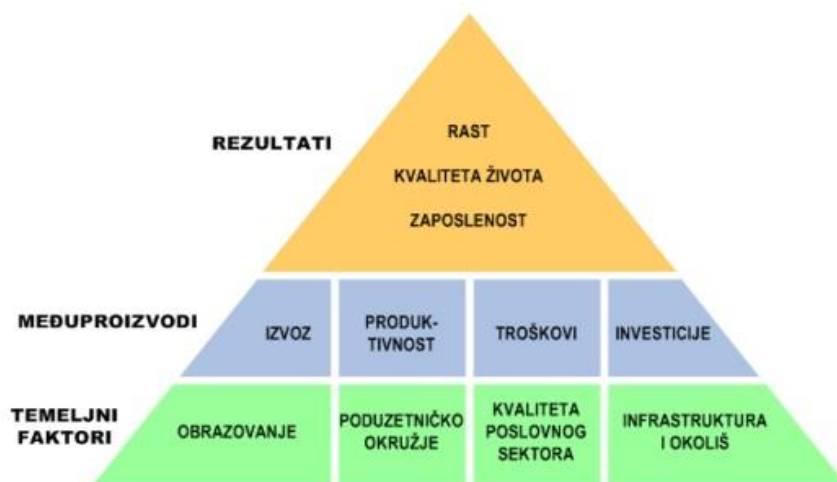 REZULTATI
RAST
KVALITETA ŽIVOTA
ZAPOSLENOST
MEĐUPROIZVODI
IZVOZ
PRODUK-
TIVNOST
TROŠKOVI
INVESTICIJE
TEMELJNI
FAKTORI
OBRAZOVANJE
PODUZETNIČKO
OKRUŽJE
KVALITETA
POSLOVNOG
SEKTORA
INFRASTRUKTURA
I OKOLIŠ